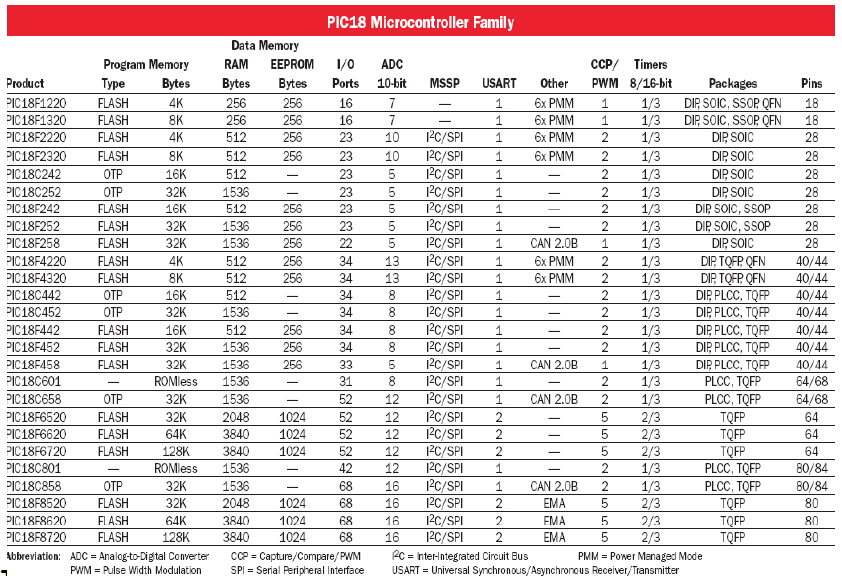 PIC18 Microcontroller Family
Data Memory
Program Memory RAM EEPROM I/O ADC CCP/ Timers
Product Type Bytes Bytes Bytes Ports 10-bit MSSP USART Other PWM 8/16-bit Packages Pins
PIC18F1220 FLASH 4K 256 256 16 7 — 1 6x PMM 1 1/3 DIP, SOIC, SSOP, QFN 18
PIC18F1320 FLASH 8K 256 256 16 7 — 1 6x PMM 1 1/3 DIP, SOIC, SSOP, QFN 18
PIC18F2220 FLASH 4K 512 256 23 10 I²C/SPI 1 6x PMM 2 1/3 DIP, SOIC 28
PIC18F2320 FLASH 8K 512 256 23 10 I²C/SPI 1 6x PMM 2 1/3 DIP, SOIC 28
PIC18C242 OTP 16K 512 — 23 5 I²C/SPI 1 — 2 1/3 DIP, SOIC 28
PIC18C252 OTP 32K 1536 — 23 5 I²C/SPI 1 — 2 1/3 DIP, SOIC 28
PIC18F242 FLASH 16K 512 256 23 5 I²C/SPI 1 — 2 1/3 DIP, SOIC, SSOP 28
PIC18F252 FLASH 32K 1536 256 23 5 I²C/SPI 1 — 2 1/3 DIP, SOIC, SSOP 28
PIC18F258 FLASH 32K 1536 256 22 5 I²C/SPI 1 CAN 2.0B 1 1/3 DIP, SOIC 28
PIC18F4220 FLASH 4K 512 256 34 13 I²C/SPI 1 6x PMM 2 1/3 DIP, TQFP, QFN 40/44
PIC18F4320 FLASH 8K 512 256 34 13 I²C/SPI 1 6x PMM 2 1/3 DIP, TQFP, QFN 40/44
PIC18C442 OTP 16K 512 — 34 8 I²C/SPI 1 — 2 1/3 DIP, PLCC, TQFP 40/44
PIC18C452 OTP 32K 1536 — 34 8 I²C/SPI 1 — 2 1/3 DIP, PLCC, TQFP 40/44
PIC18F442 FLASH 16K 512 256 34 8 I²C/SPI 1 — 2 1/3 DIP, PLCC, TQFP 40/44
PIC18F452 FLASH 32K 1536 256 34 8 I²C/SPI 1 — 2 1/3 DIP, PLCC, TQFP 40/44
PIC18F458 FLASH 32K 1536 256 33 5 I²C/SPI 1 CAN 2.0B 1 1/3 DIP, PLCC, TQFP 40/44
PIC18C601 — ROMless 1536 — 31 8 I²C/SPI 1 — 2 1/3 PLCC, TQFP 64/68
PIC18C658 OTP 32K 1536 — 52 12 I²C/SPI 1 CAN 2.0B 2 1/3 PLCC, TQFP 64/68
PIC18F6520 FLASH 32K 2048 1024 52 12 I²C/SPI 2 — 5 2/3 TQFP 64
PIC18F6620 FLASH 64K 3840 1024 52 12 I²C/SPI 2 — 5 2/3 TQFP 64
PIC18F6720 FLASH 128K 3840 1024 52 12 I²C/SPI 2 — 5 2/3 TQFP 64
PIC18C801 — ROMless 1536 — 42 12 I²C/SPI 1 — 2 1/3 PLCC, TQFP 80/84
PIC18C858 OTP 32K 1536 — 68 16 I²C/SPI 1 CAN 2.0B 2 1/3 PLCC, TQFP 80/84
PIC18F8520 FLASH 32K 2048 1024 68 16 I²C/SPI 2 EMA 5 2/3 TQFP 80
PIC18F8620 FLASH 64K 3840 1024 68 16 I²C/SPI 2 EMA 5 2/3 TQFP 80
PIC18F8720 FLASH 128K 3840 1024 68 16 I²C/SPI 2 EMA 5 2/3 TQFP 80
Abbreviation: ADC = Analog-to-Digital Converter CCP = Capture/Compare/PWM I²C = Inter-Integrated Circuit Bus PMM = Power Managed Mode
PWM = Pulse Width Modulation SPI = Serial Peripheral Interface USART = Universal Synchronous/Asynchronous Receiver/Transmitter